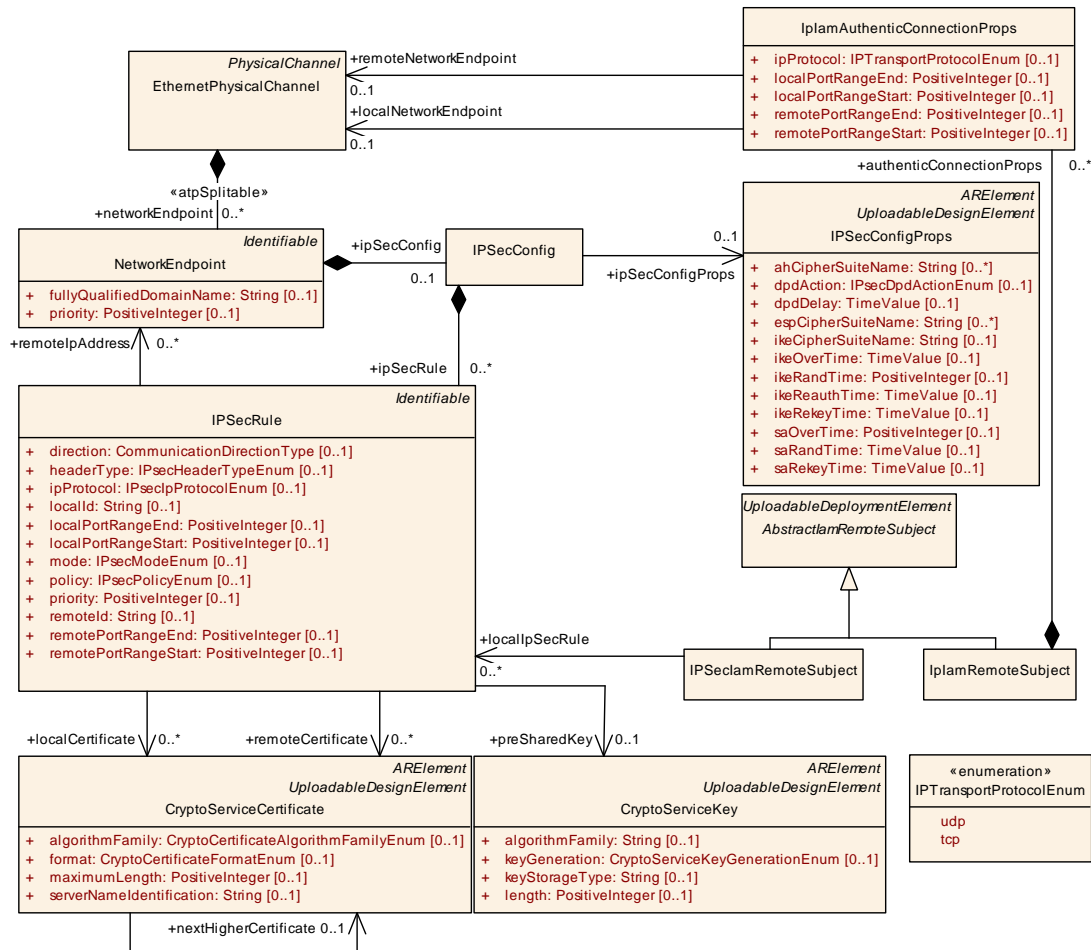 IpIamAuthenticConnectionProps
+ ipProtocol: IPTransportProtocolEnum [0..1]
+ localPortRangeEnd: PositiveInteger [0..1]
+ localPortRangeStart: PositiveInteger [0..1]
+ remotePortRangeEnd: PositiveInteger [0..1]
+ remotePortRangeStart: PositiveInteger [0..1]
PhysicalChannel
EthernetPhysicalChannel
+remoteNetworkEndpoint
0..1
+localNetworkEndpoint
0..1
+authenticConnectionProps 0..*
«atpSplitable»
+networkEndpoint 0..*
Identifiable
NetworkEndpoint
+ fullyQualifiedDomainName: String [0..1]
+ priority: PositiveInteger [0..1]
+ipSecConfig
0..1
IPSecConfig
0..1
+ipSecConfigProps
ARElement
UploadableDesignElement
IPSecConfigProps
+ ahCipherSuiteName: String [0..*]
+ dpdAction: IPsecDpdActionEnum [0..1]
+ dpdDelay: TimeValue [0..1]
+ espCipherSuiteName: String [0..*]
+ ikeCipherSuiteName: String [0..1]
+ ikeOverTime: TimeValue [0..1]
+ ikeRandTime: PositiveInteger [0..1]
+ ikeReauthTime: TimeValue [0..1]
+ ikeRekeyTime: TimeValue [0..1]
+ saOverTime: PositiveInteger [0..1]
+ saRandTime: TimeValue [0..1]
+ saRekeyTime: TimeValue [0..1]
+remoteIpAddress 0..*
+ipSecRule 0..*
Identifiable
IPSecRule
+ direction: CommunicationDirectionType [0..1]
+ headerType: IPsecHeaderTypeEnum [0..1]
+ ipProtocol: IPsecIpProtocolEnum [0..1]
+ localId: String [0..1]
+ localPortRangeEnd: PositiveInteger [0..1]
+ localPortRangeStart: PositiveInteger [0..1]
+ mode: IPsecModeEnum [0..1]
+ policy: IPsecPolicyEnum [0..1]
+ priority: PositiveInteger [0..1]
+ remoteId: String [0..1]
+ remotePortRangeEnd: PositiveInteger [0..1]
+ remotePortRangeStart: PositiveInteger [0..1]
UploadableDeploymentElement
AbstractIamRemoteSubject
+localIpSecRule
0..*
IPSecIamRemoteSubject
IpIamRemoteSubject
+localCertificate 0..*
+remoteCertificate 0..*
+preSharedKey 0..1
ARElement
UploadableDesignElement
CryptoServiceCertificate
+ algorithmFamily: CryptoCertificateAlgorithmFamilyEnum [0..1]
+ format: CryptoCertificateFormatEnum [0..1]
+ maximumLength: PositiveInteger [0..1]
+ serverNameIdentification: String [0..1]
ARElement
UploadableDesignElement
CryptoServiceKey
+ algorithmFamily: String [0..1]
+ keyGeneration: CryptoServiceKeyGenerationEnum [0..1]
+ keyStorageType: String [0..1]
+ length: PositiveInteger [0..1]
«enumeration»
IPTransportProtocolEnum
udp
tcp
+nextHigherCertificate 0..1